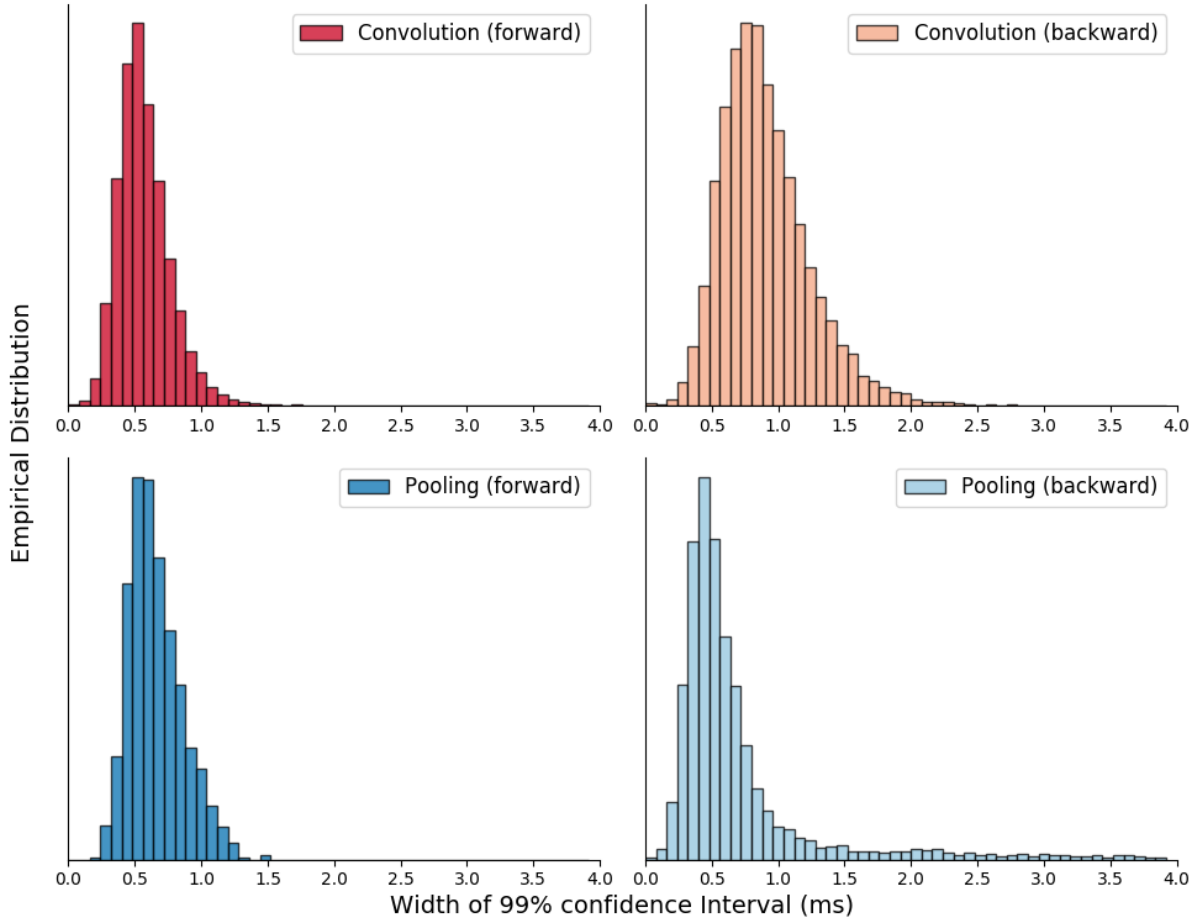 Convolution (forward)
0.0 0.5 1.0 1.5 2.0 2.5 3.0 3.5 4.0
Convolution (backward)
0.0 0.5 1.0 1.5 2.0 2.5 3.0 3.5 4.0
Empirical Distribution
Pooling (forward)
0.0 0.5 1.0 1.5 2.0 2.5 3.0 3.5 4.0
Pooling (backward)
0.0 0.5 1.0 1.5 2.0 2.5 3.0 3.5 4.0
Width of 99% confidence Interval (ms)